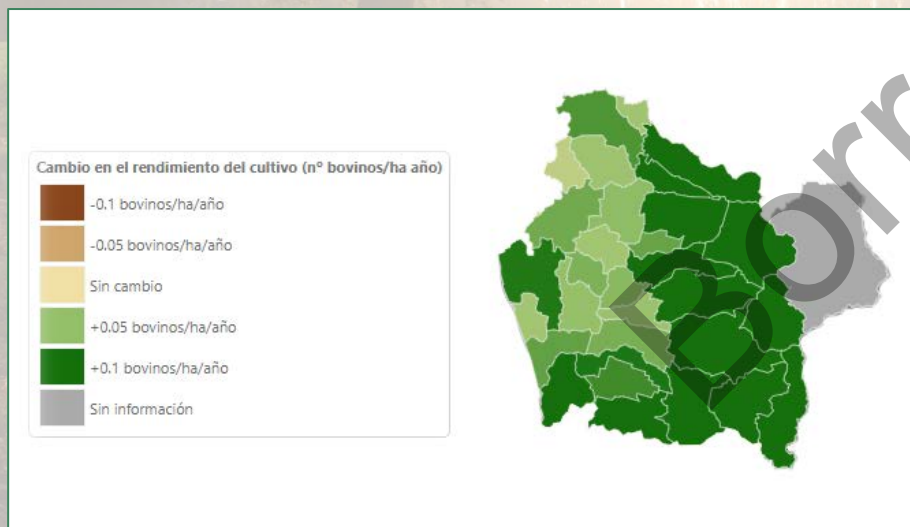 Cambio en el rendimiento del cultivo (n° bovinos/ha año)
-0.1 bovinos/ha/año
-0.05 bovinos/ha/año
Sin cambio
+0.05 bovinos/ha/año
+0.1 bovinos/ha/año
Sin información